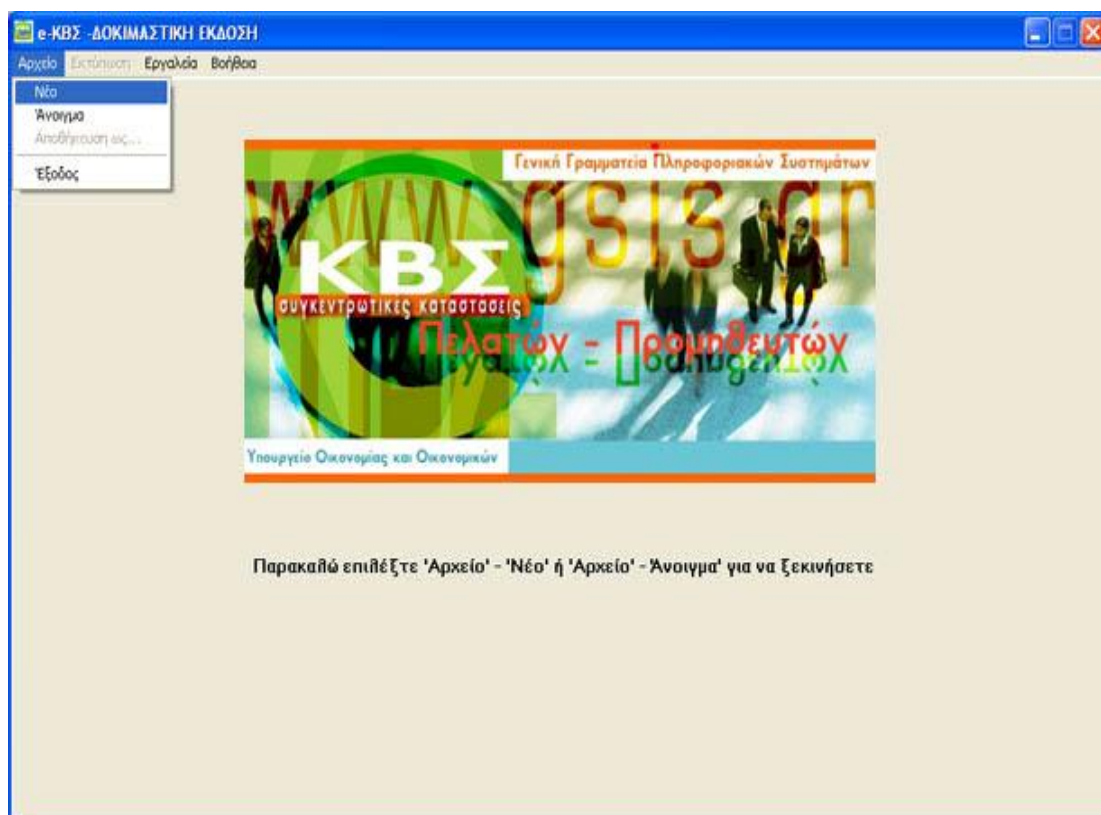 e-ΚΒΣ -ΔΟΚΙΜΑΣΤΙΚΗ ΕΚΔΟΣΗ
Αρχείο Εκτύπωση Εργαλεία Βοήθεια
Νέο
Άνοιγμα
Αποθήκευση ως...
Έξοδος
Γενική Γραμματεία Πληροφοριακών Συστημάτων
www.gsis.gr
ΚΒΣ
συγκεντρωτικές καταστάσεις
Πελατών - Προμηθευτών
Υπουργείο Οικονομίας και Οικονομικών
Παρακαλώ επιλέξτε 'Αρχείο' - 'Νέο' ή 'Αρχείο' - Άνοιγμα' για να ξεκινήσετε